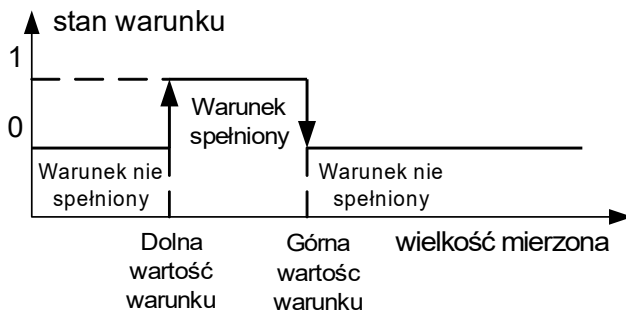 stan warunku
1
Warunek
spełniony
0
Warunek nie
spełniony
Warunek nie
spełniony
Dolna
wartość
warunku
Górna
wartośc
warunku
wielkość mierzona